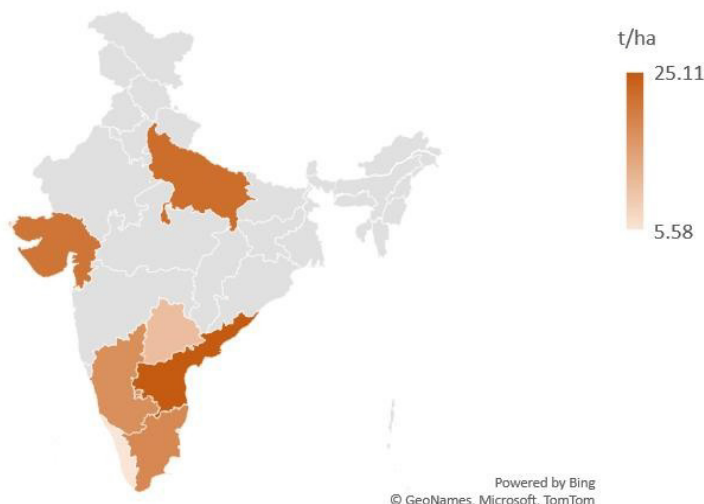 t/ha
25.11
5.58
Powered by Bing
© GeoNames, Microsoft, TomTom